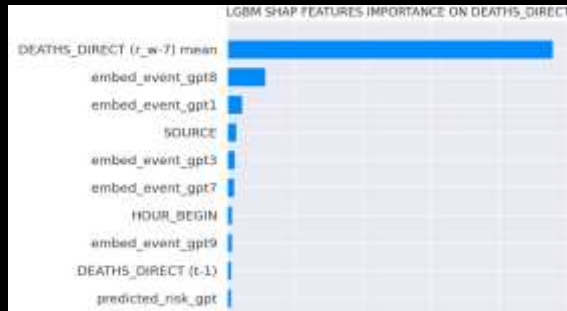 LGBM SHAP FEATURES IMPORTANCE ON DEATHS_DIRECT
DEATHS_DIRECT (r_w-7) mean
embed_event_gpt8
embed_event_gpt1
SOURCE
embed_event_gpt3
embed_event_gpt7
HOUR_BEGIN
embed_event_gpt9
DEATHS_DIRECT (t-1)
predicted_risk_gpt